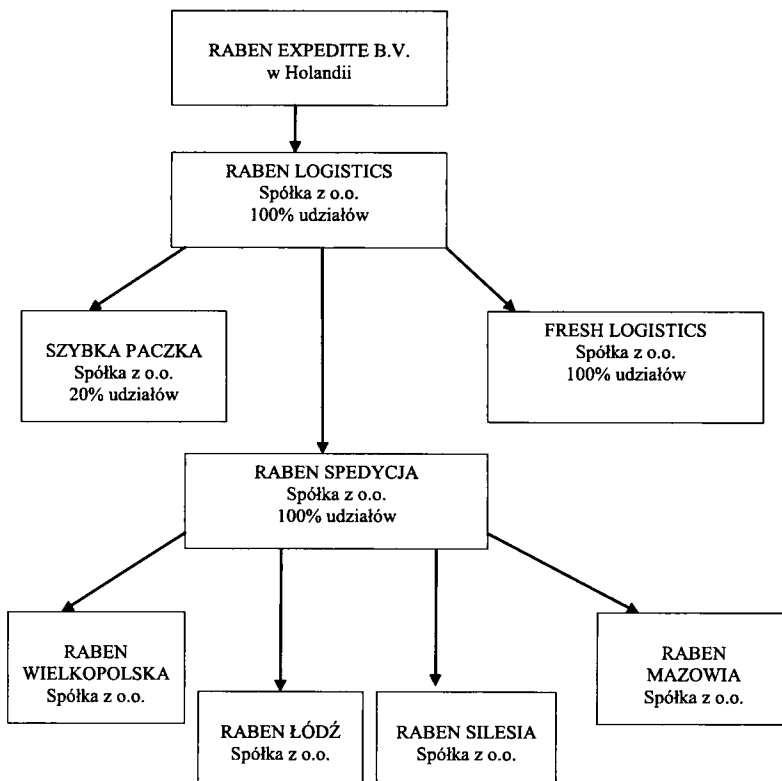 RABEN EXPEDITE B.V.
w Holandii
RABEN LOGISTICS
Spółka z o.o.
100% udziałów
SZYBKA PACZKA
Spółka z o.o.
20% udziałów
FRESH LOGISTICS
Spółka z o.o.
100% udziałów
RABEN SPEDYCJA
Spółka z o.o.
100% udziałów
RABEN
WIELKOPOLSKA
Spółka z o.o.
RABEN ŁÓDŹ
Spółka z o.o.
RABEN SILESIA
Spółka z o.o.
RABEN
MAZOWIA
Spółka z o.o.